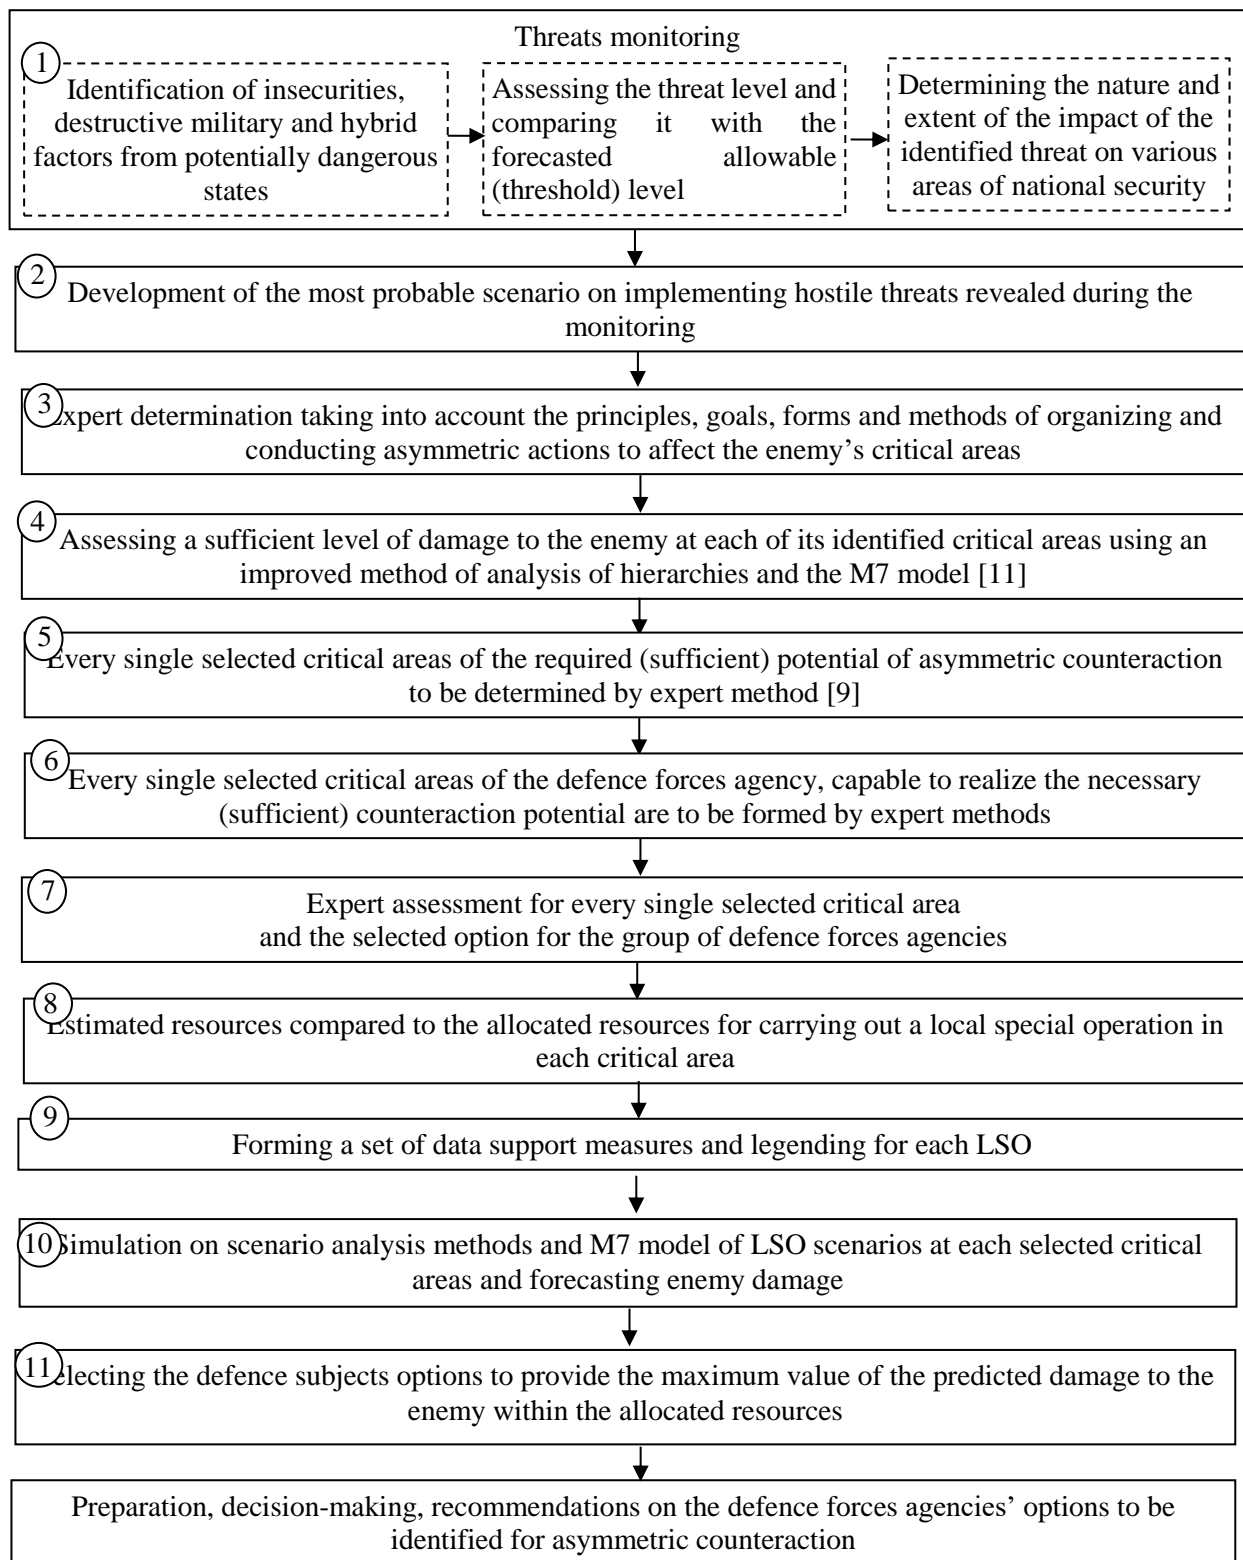 Threats monitoring
1
Identification of insecurities,
destructive military and hybrid
factors from potentially dangerous
states
Assessing the threat level and
comparing it with the
forecasted allowable
(threshold) level
Determining the nature and
extent of the impact of the
identified threat on various
areas of national security
2
Development of the most probable scenario on implementing hostile threats revealed during the
monitoring
3
Expert determination taking into account the principles, goals, forms and methods of organizing and
conducting asymmetric actions to affect the enemy’s critical areas
4
Assessing a sufficient level of damage to the enemy at each of its identified critical areas using an
improved method of analysis of hierarchies and the M7 model [11]
5
Every single selected critical areas of the required (sufficient) potential of asymmetric counteraction
to be determined by expert method [9]
6
Every single selected critical areas of the defence forces agency, capable to realize the necessary
(sufficient) counteraction potential are to be formed by expert methods
7
Expert assessment for every single selected critical area
and the selected option for the group of defence forces agencies
8
Estimated resources compared to the allocated resources for carrying out a local special operation in
each critical area
9
Forming a set of data support measures and legending for each LSO
10
Simulation on scenario analysis methods and M7 model of LSO scenarios at each selected critical
areas and forecasting enemy damage
11
Selecting the defence subjects options to provide the maximum value of the predicted damage to the
enemy within the allocated resources
Preparation, decision-making, recommendations on the defence forces agencies’ options to be
identified for asymmetric counteraction